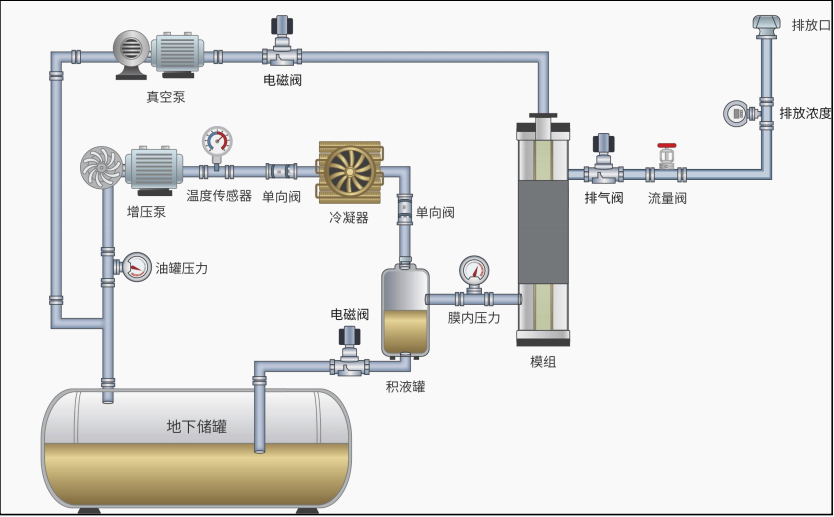 排放口
电磁阀
真空泵
排放浓度
温度传感器
单向阀
排气阀
流量阀
增压泵
冷凝器
单向阀
油罐压力
电磁阀
膜内压力
模组
积液罐
地下储罐